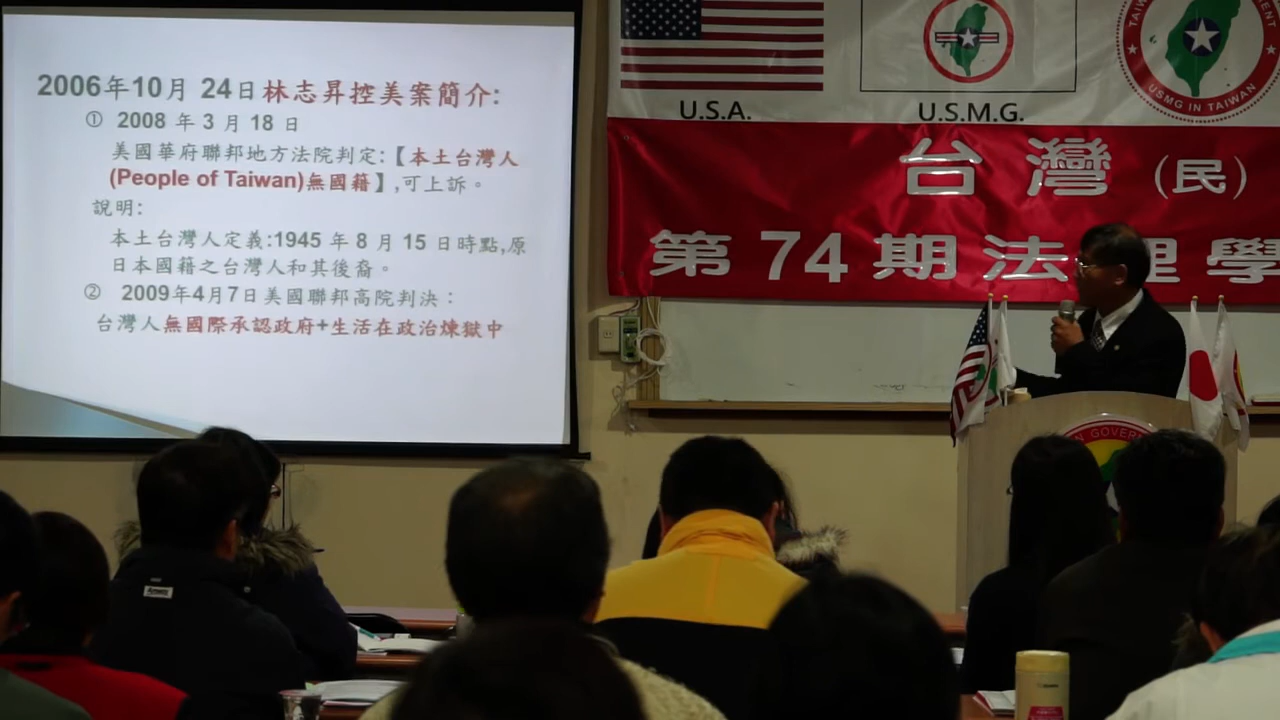 2006年10月 24日林志昇控美案簡介:
① 2008 年 3 月 18 日
美國華府聯邦地方法院判定:【本土台灣人
(People of Taiwan)無國籍】,可上訴。
說明:
本土台灣人定義:1945 年 8 月 15 日時點,原
日本國籍之台灣人和其後裔。
② 2009年4月7日美國聯邦高院判決：
台灣人無國際承認政府+生活在政治煉獄中
U.S.A.
U.S.M.G.
USMG IN TAIWAN
台灣(民)
第74期法理學
GOVERN